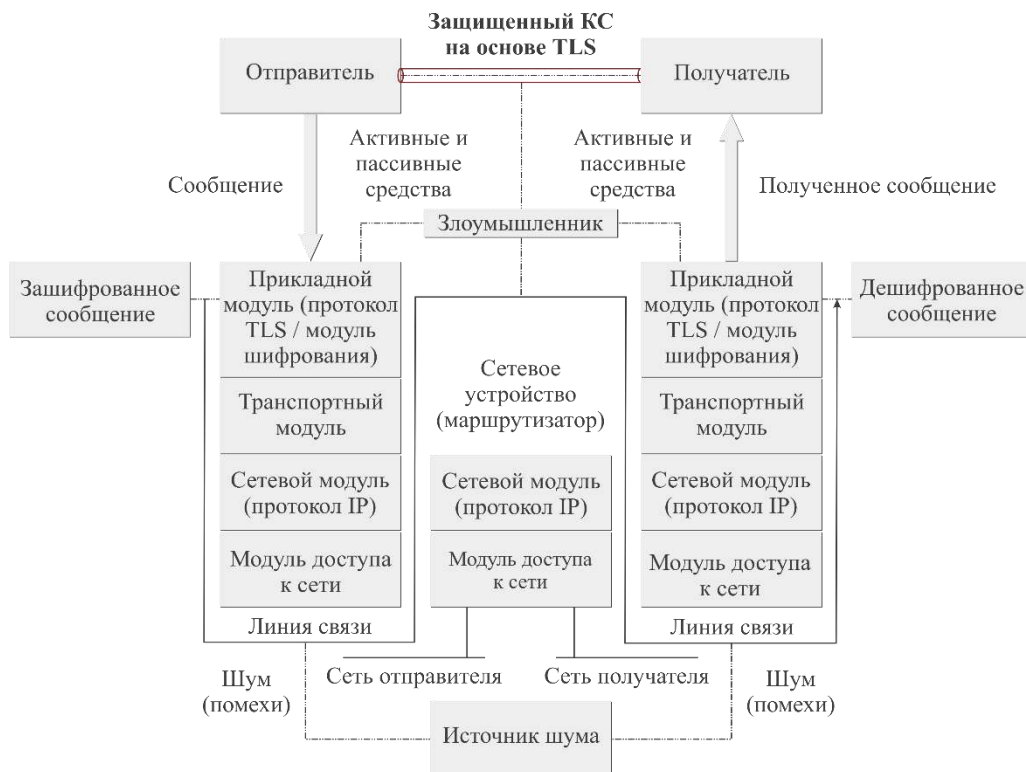 Защищенный КС
на основе TLS
Отправитель
Получатель
Активные и
пассивные
средства
Активные и
пассивные
средства
Сообщение
Полученное сообщение
Злоумышленник
Зашифрованное
сообщение
Прикладной
модуль (протокол
TLS / модуль
шифрования)
Прикладной
модуль (протокол
TLS / модуль
шифрования)
Дешифрованное
сообщение
Сетевое
устройство
(маршрутизатор)
Транспортный
модуль
Транспортный
модуль
Сетевой модуль
(протокол IP)
Сетевой модуль
(протокол IP)
Сетевой модуль
(протокол IP)
Модуль доступа
к сети
Модуль доступа
к сети
Модуль доступа
к сети
Линия связи
Линия связи
Сеть отправителя
Сеть получателя
Шум
(помехи)
Шум
(помехи)
Источник шума